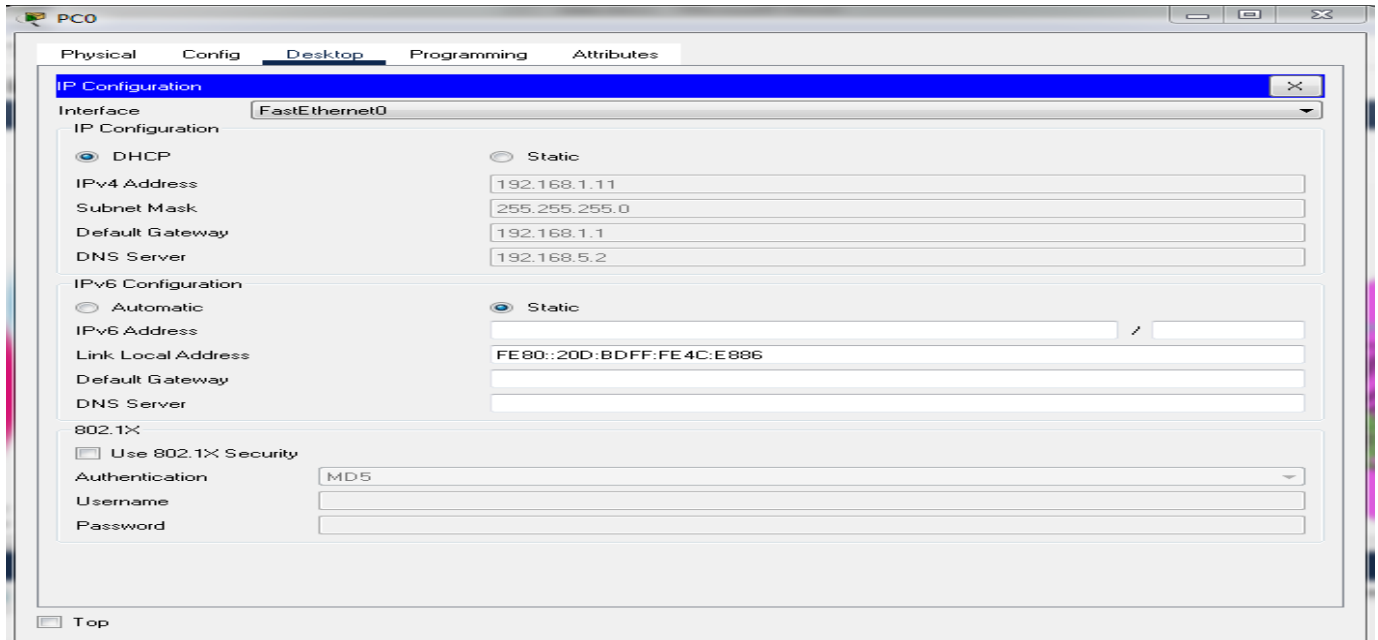 PC0
Physical Config Desktop Programming Attributes
IP Configuration
Interface FastEthernet0
IP Configuration
DHCP Static
IPv4 Address 192.168.1.11
Subnet Mask 255.255.255.0
Default Gateway 192.168.1.1
DNS Server 192.168.5.2
IPv6 Configuration
Automatic Static
IPv6 Address /
Link Local Address FE80::20D:BDFF:FE4C:E886
Default Gateway
DNS Server
802.1X
Use 802.1X Security
Authentication MD5
Username
Password
Top